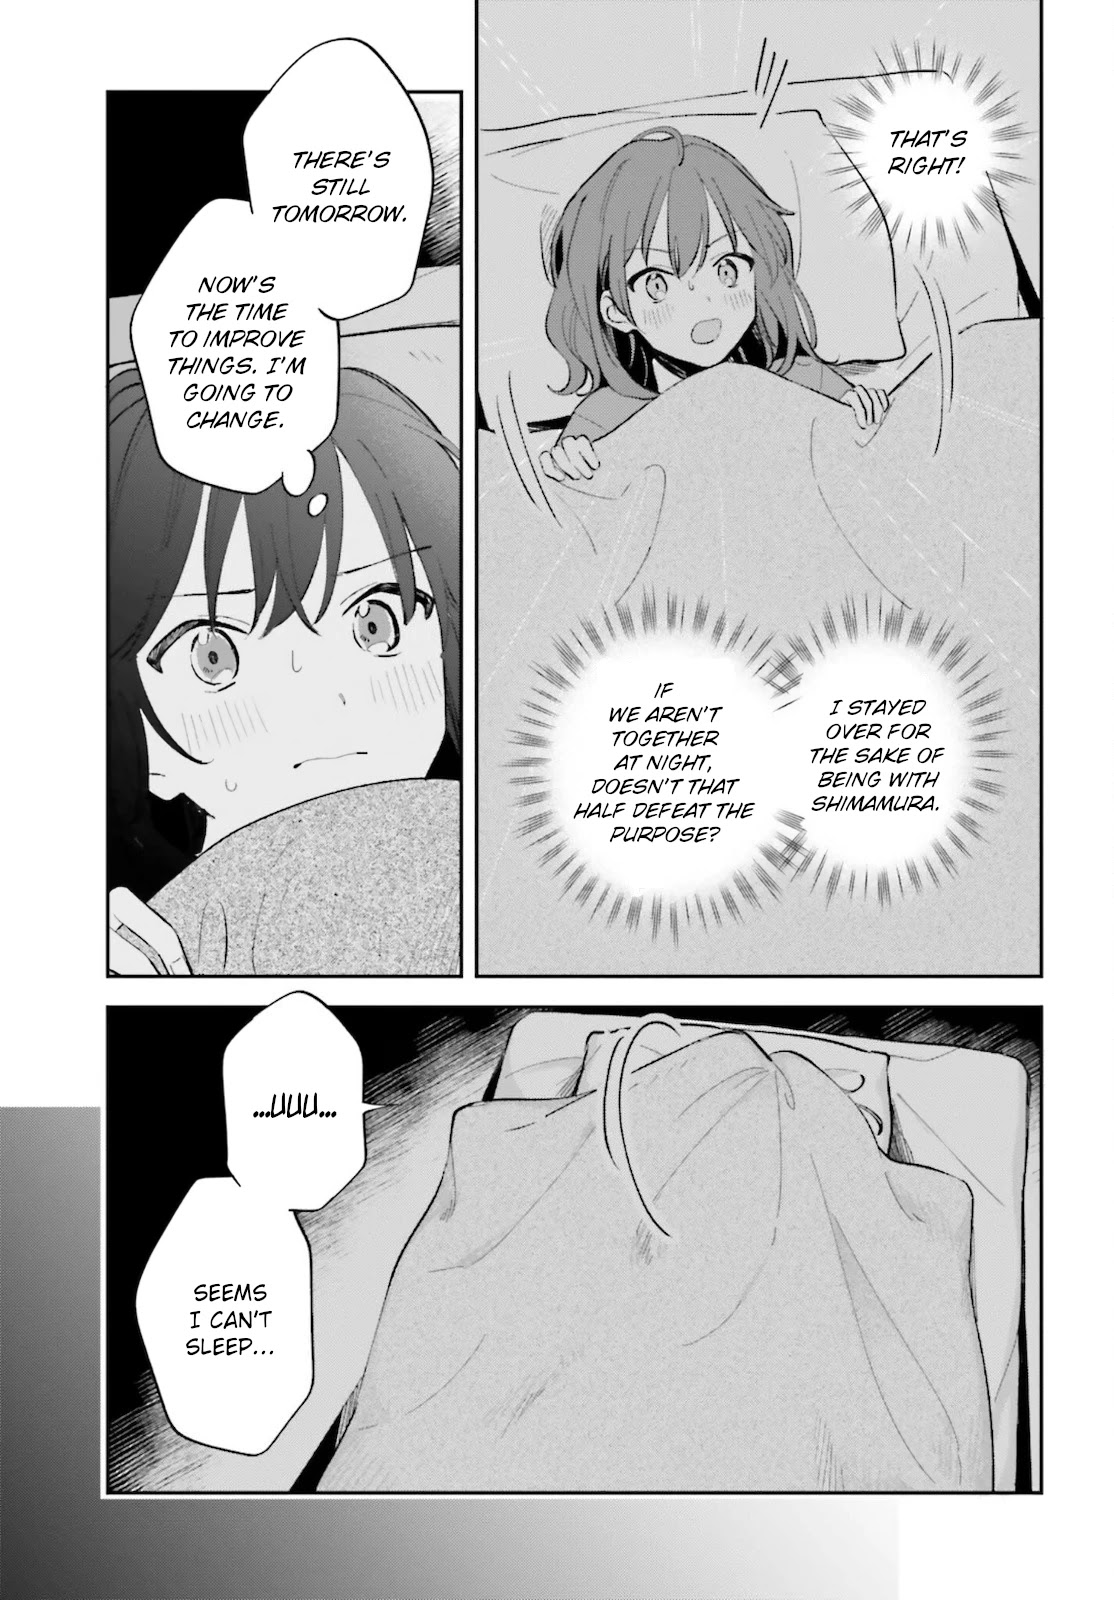 THAT'S
RIGHT!
I STAYED
OVER FOR
THE SAKE OF
BEING WITH
SHIMAMURA.
IF
WE AREN'T
TOGETHER
AT NIGHT,
DOESN'T THAT
HALF DEFEAT THE
PURPOSE?
THERE'S
STILL
TOMORROW.
NOW'S
THE TIME
TO IMPROVE
THINGS. I'M
GOING TO
CHANGE.
...UUU...
SEEMS
I CAN'T
SLEEP...